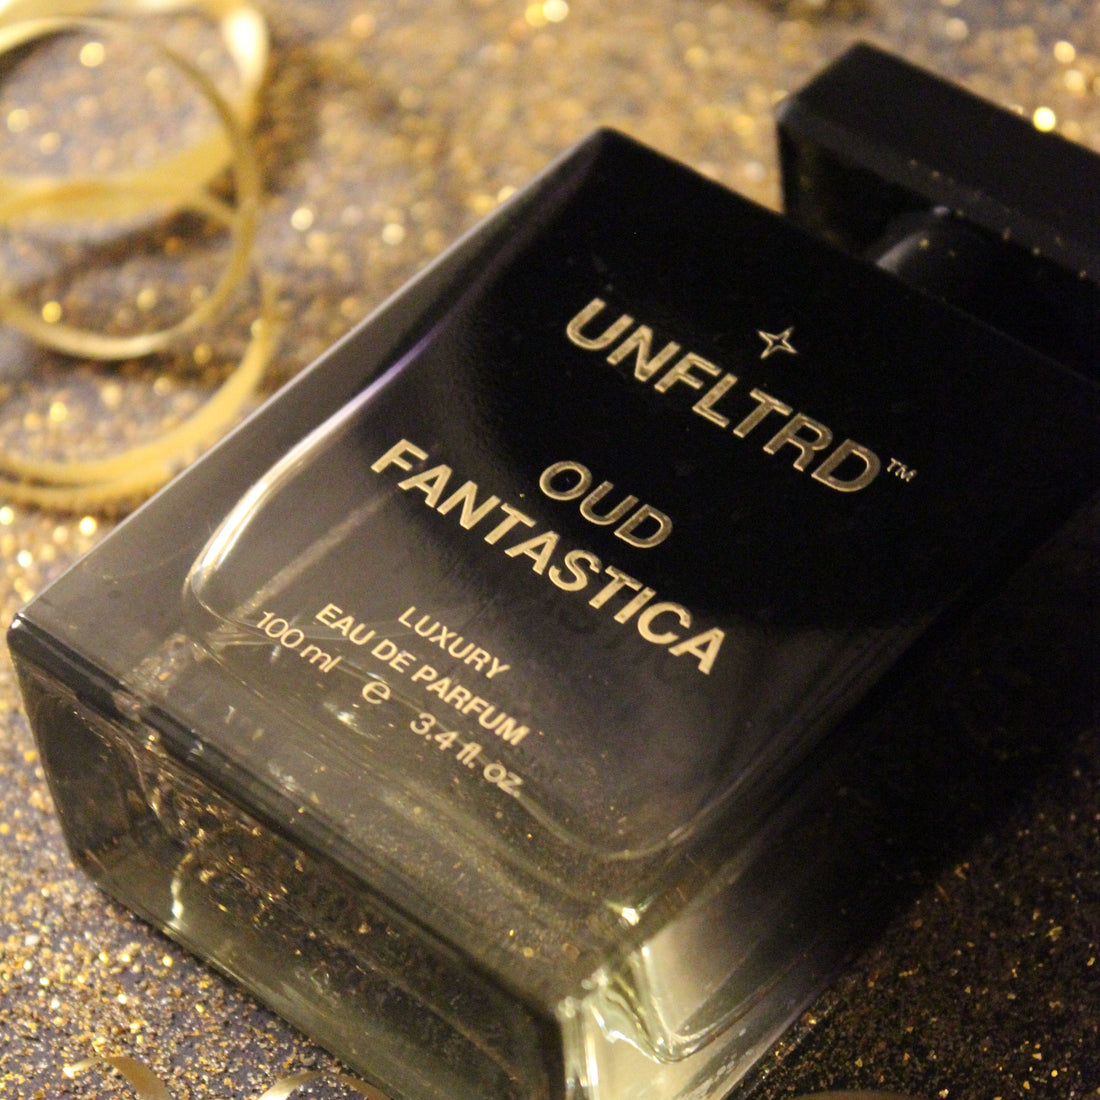 UNFLTRD™
OUD
FANTASTICA
LUXURY
EAU DE PARFUM
100 ml ℮ 3.4 fl. oz